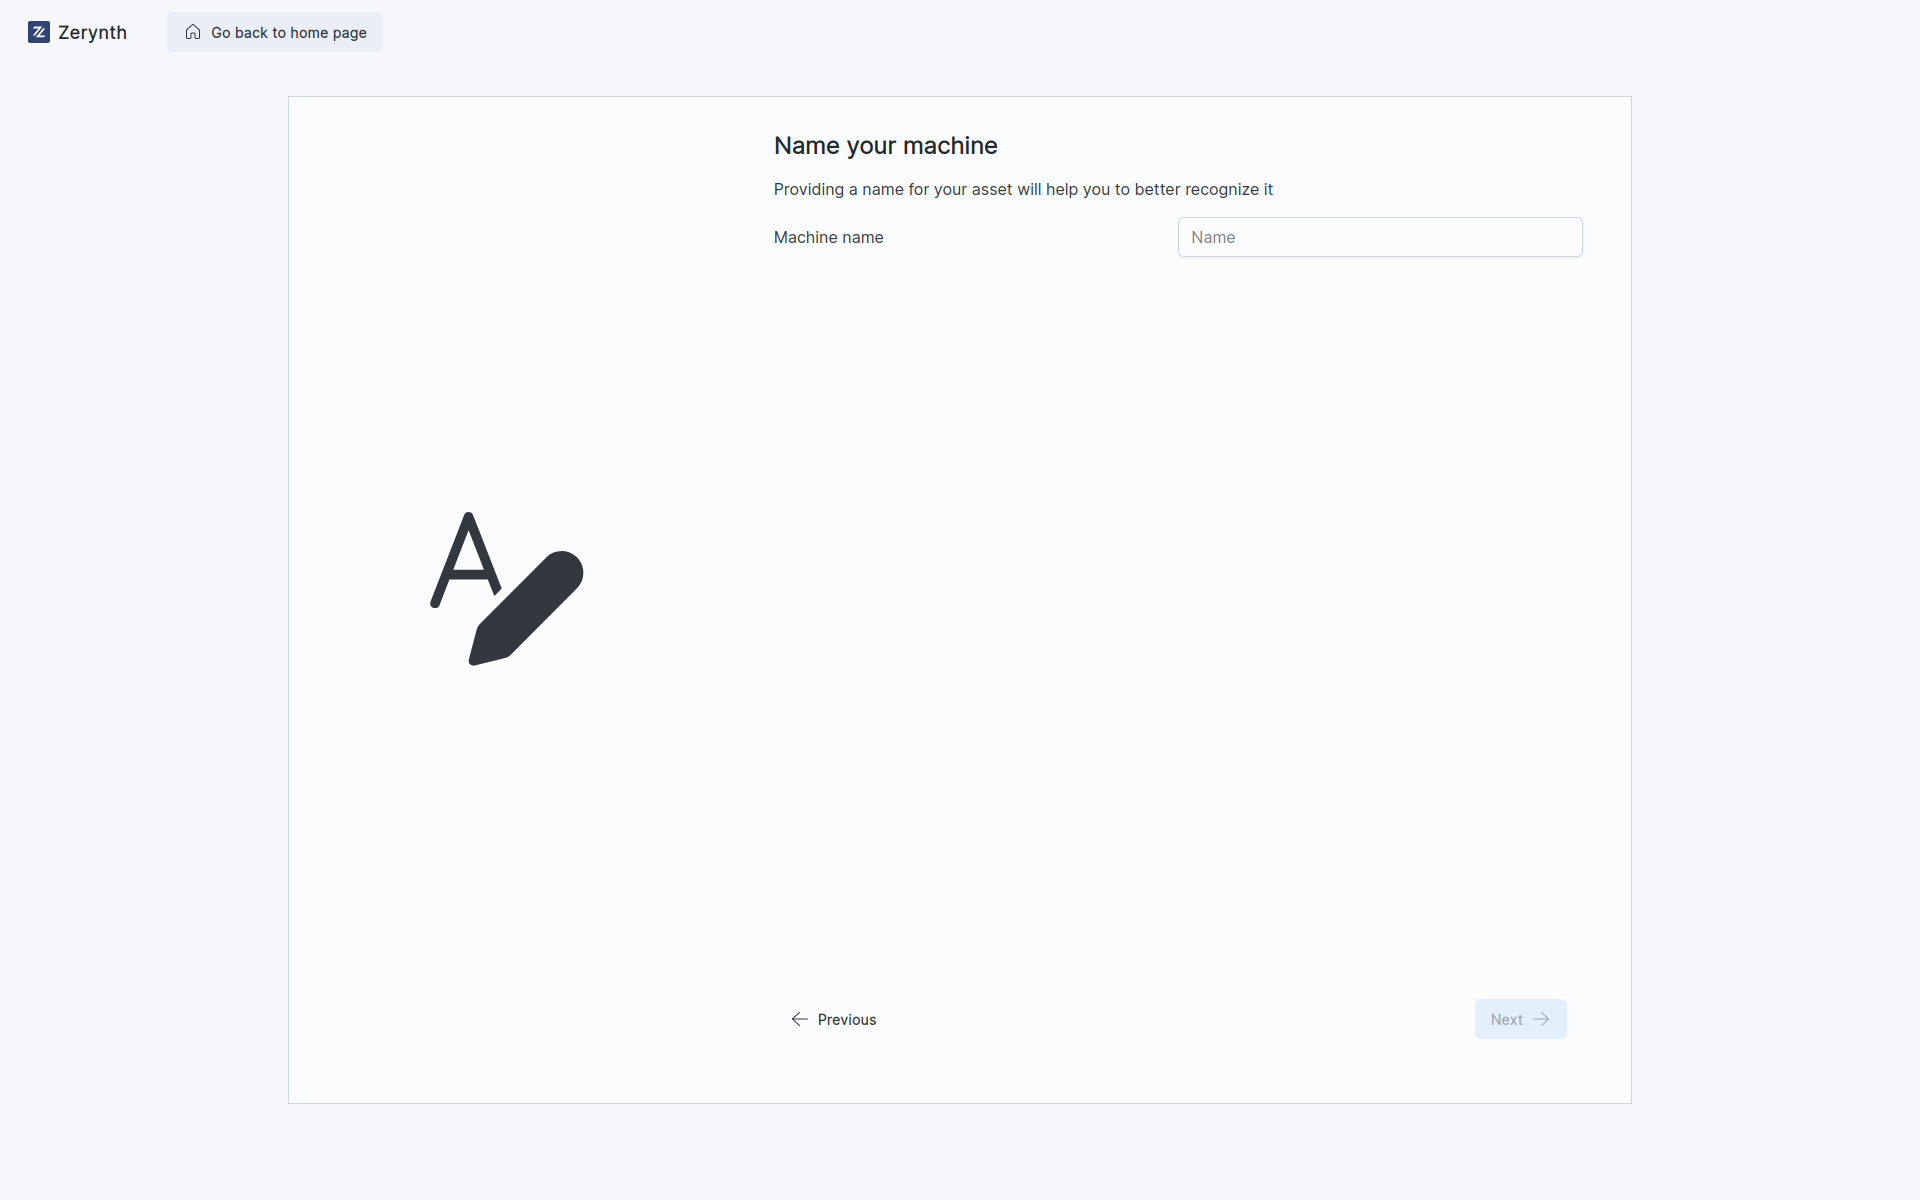 Zerynth
Go back to home page
Name your machine
Providing a name for your asset will help you to better recognize it
Machine name
Name
Previous
Next